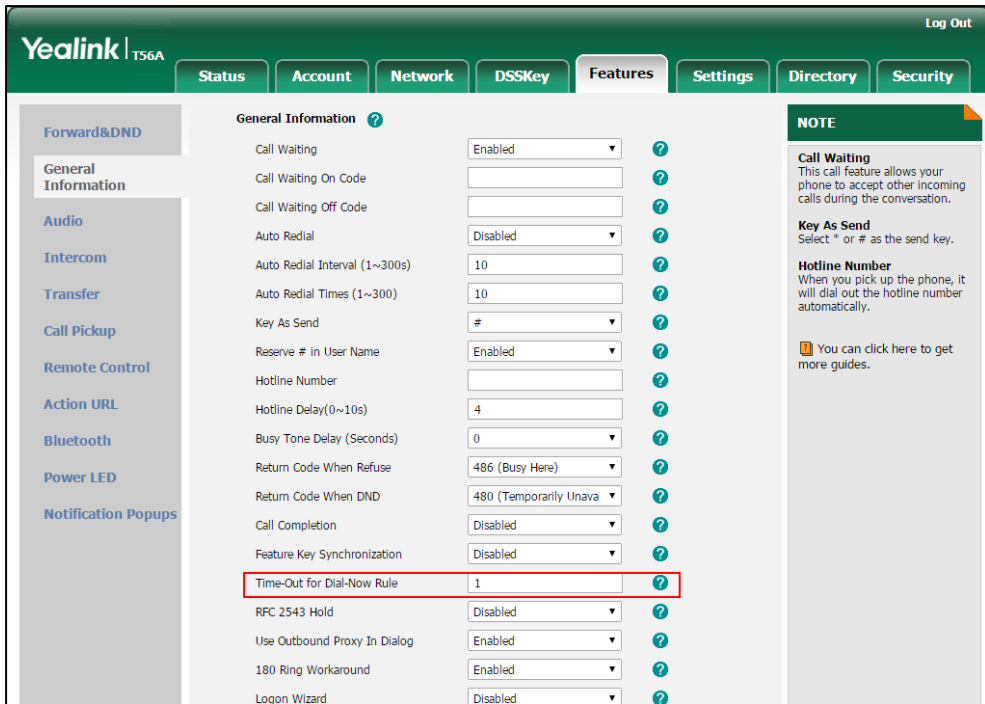 Log Out
Yealink T56A
Status Account Network DSSKey Features Settings Directory Security
Forward&DND
General
Information
Audio
Intercom
Transfer
Call Pickup
Remote Control
Action URL
Bluetooth
Power LED
Notification Popups
General Information ?
Call Waiting Enabled ?
Call Waiting On Code ?
Call Waiting Off Code ?
Auto Redial Disabled ?
Auto Redial Interval (1~300s) 10 ?
Auto Redial Times (1~300) 10 ?
Key As Send # ?
Reserve # in User Name Enabled ?
Hotline Number ?
Hotline Delay(0~10s) 4 ?
Busy Tone Delay (Seconds) 0 ?
Return Code When Refuse 486 (Busy Here) ?
Return Code When DND 480 (Temporarily Unava ?
Call Completion Disabled ?
Feature Key Synchronization Disabled ?
Time-Out for Dial-Now Rule 1 ?
RFC 2543 Hold Disabled ?
Use Outbound Proxy In Dialog Enabled ?
180 Ring Workaround Enabled ?
Logon Wizard Disabled ?
NOTE
Call Waiting
This call feature allows your
phone to accept other incoming
calls during the conversation.
Key As Send
Select * or # as the send key.
Hotline Number
When you pick up the phone, it
will dial out the hotline number
automatically.
? You can click here to get
more guides.